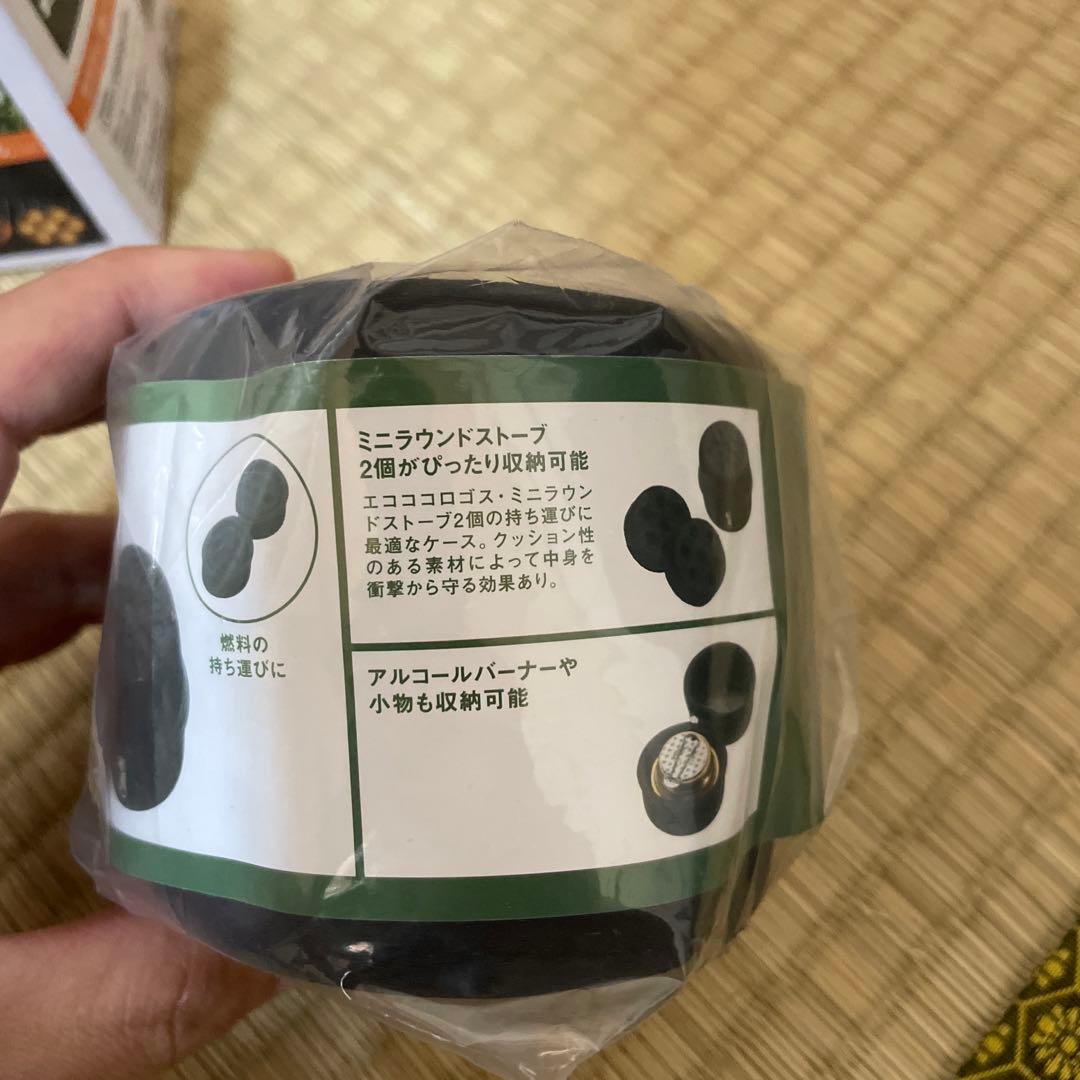 燃料の
持ち運びに
ミニラウンドストーブ
2個がぴったり収納可能
エコココロゴス・ミニラウン
ドストーブ2個の持ち運びに
最適なケース。クッション性
のある素材によって中身を
衝撃から守る効果あり。
アルコールバーナーや
小物も収納可能